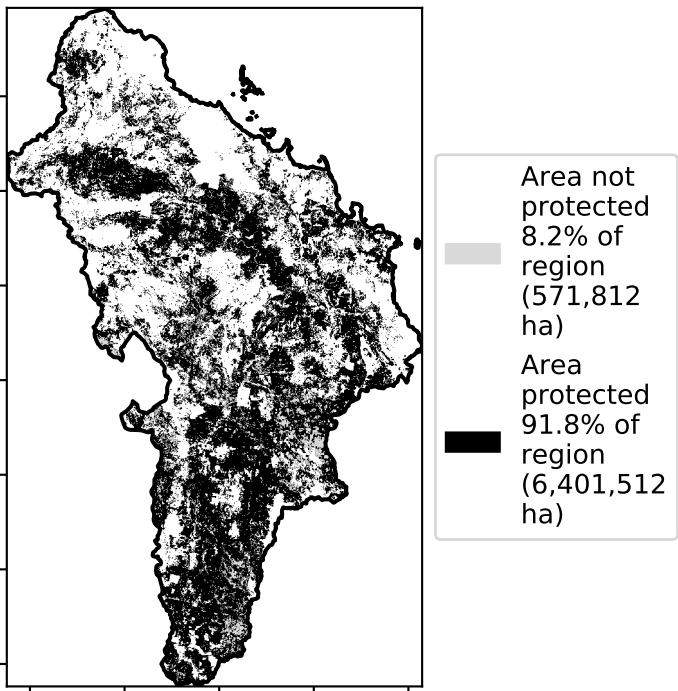 Area not
protected
8.2% of
region
(571,812
ha)
Area
protected
91.8% of
region
(6,401,512
ha)